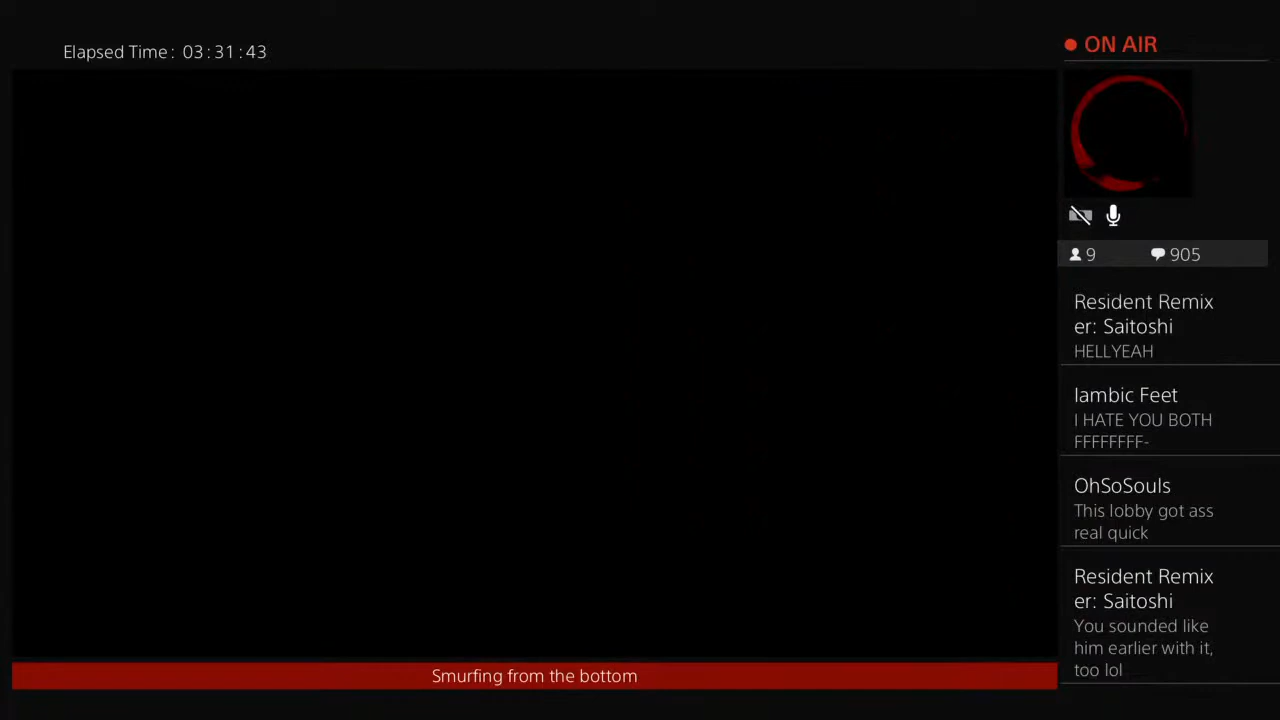 Elapsed Time: 03:31:43
ON AIR
9 905
Resident Remix
er: Saitoshi
HELLYEAH
Iambic Feet
I HATE YOU BOTH
FFFFFFFF-
OhSoSouls
This lobby got ass
real quick
Resident Remix
er: Saitoshi
You sounded like
him earlier with it,
too lol
Smurfing from the bottom